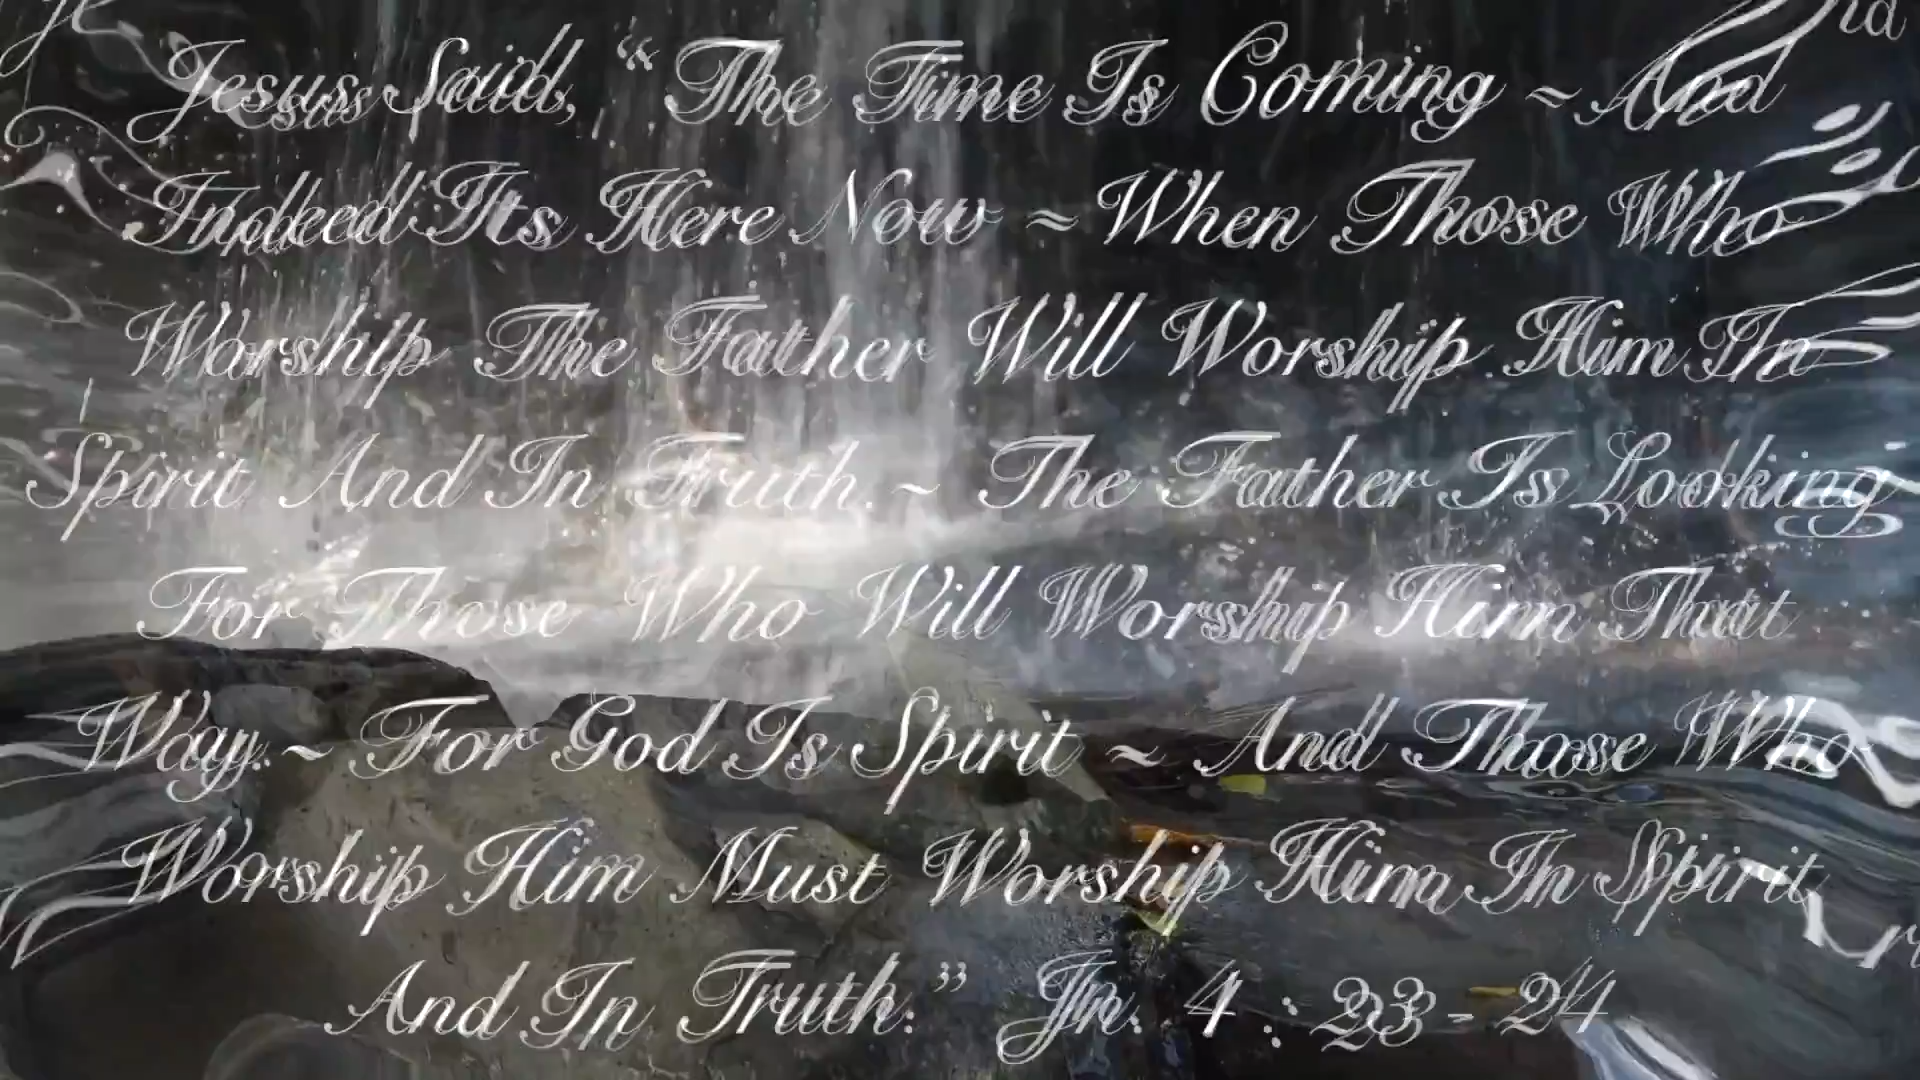 Jesus Said, “The Time Is Coming ~ And
Indeed Its Here Now ~ When Those Who
Worship The Father Will Worship Him In
Spirit And In Truth. ~ The Father Is Looking
For Those Who Will Worship Him That
Way. ~ For God Is Spirit ~ And Those Who
Worship Him Must Worship Him In Spirit
And In Truth.” Jn. 4 : 23 - 24